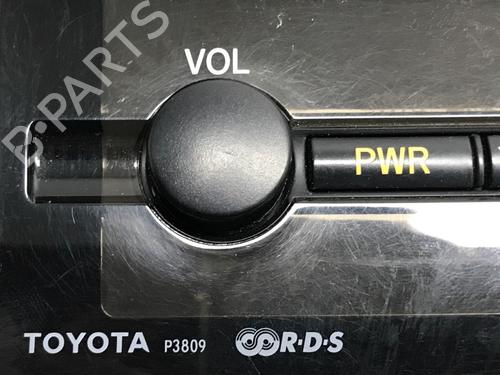 VOL
PWR
TOYOTA P3809 R·D·S
B-PARTS